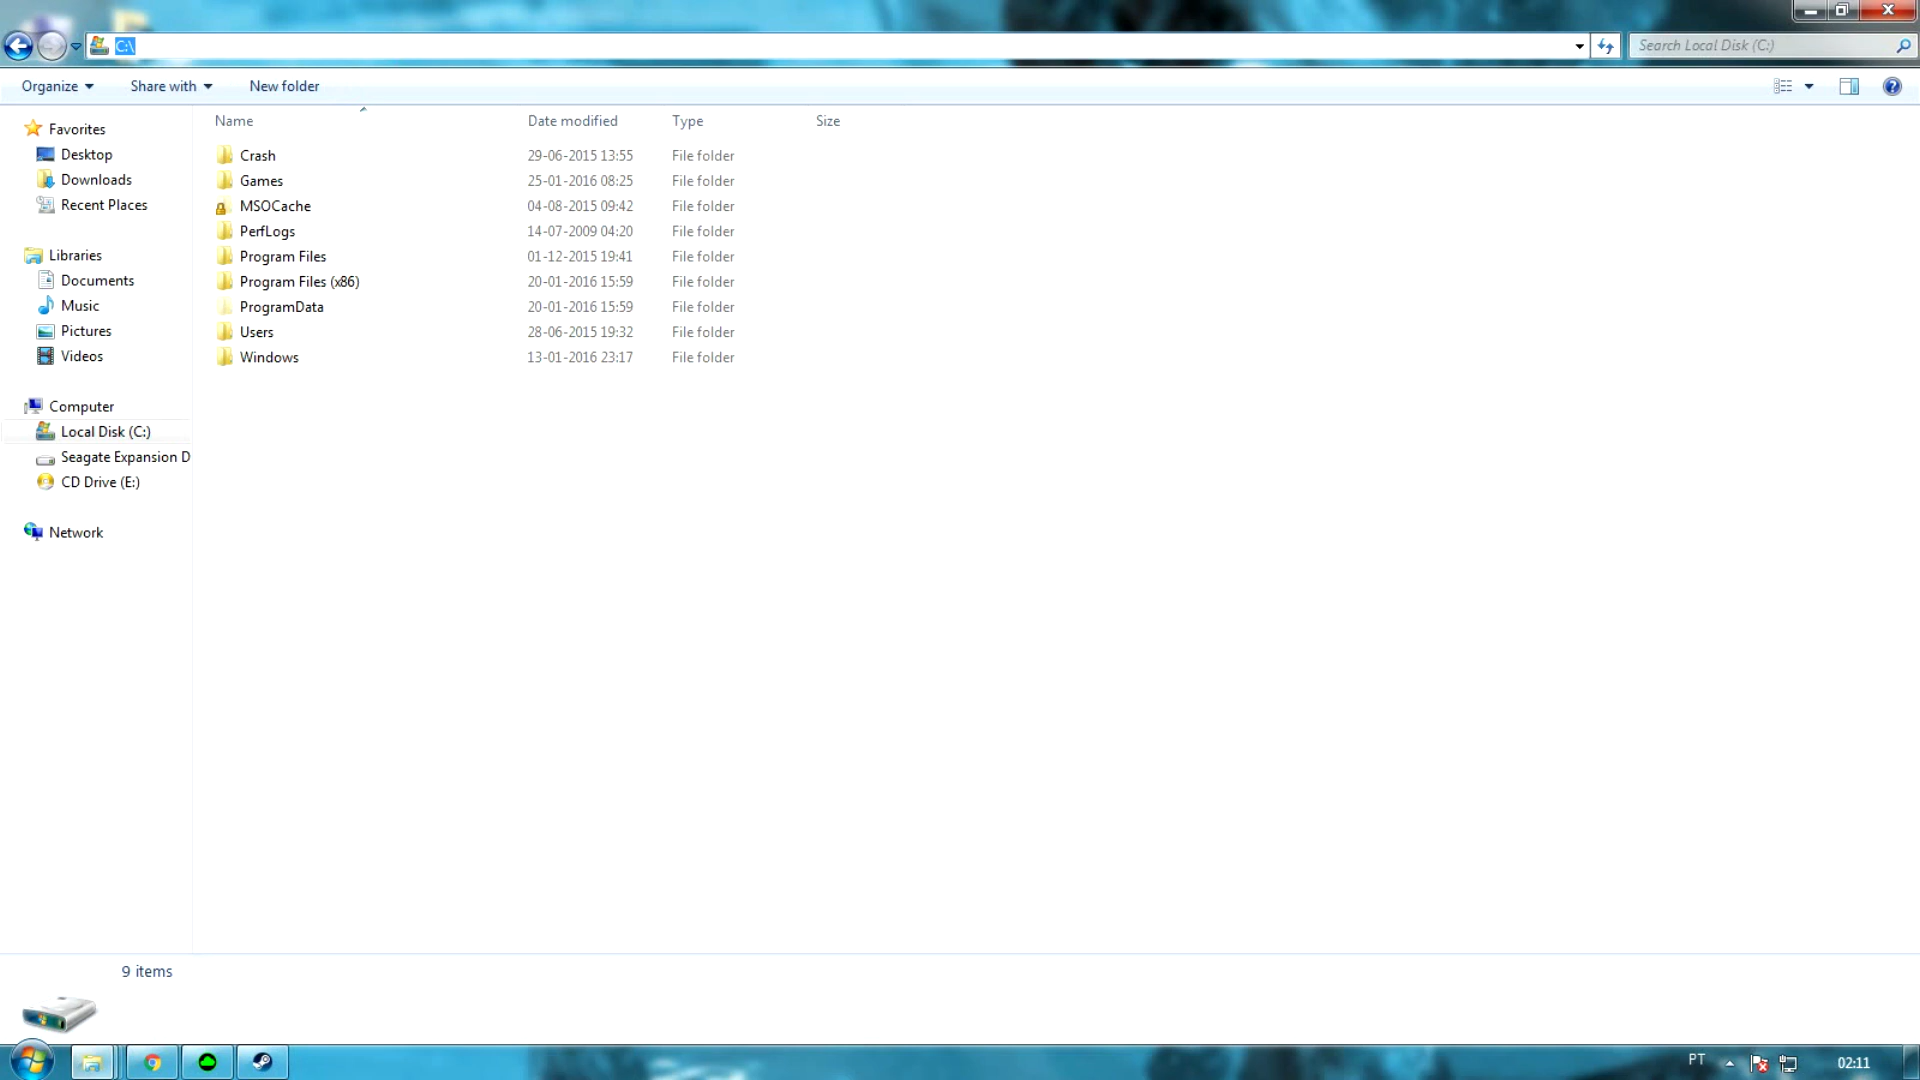 C:\
Search Local Disk (C:)
Organize Share with New folder
Name Date modified Type Size
Favorites
Desktop
Downloads
Recent Places
Libraries
Documents
Music
Pictures
Videos
Computer
Local Disk (C:)
Seagate Expansion D
CD Drive (E:)
Network
Crash 29-06-2015 13:55 File folder
Games 25-01-2016 08:25 File folder
MSOCache 04-08-2015 09:42 File folder
PerfLogs 14-07-2009 04:20 File folder
Program Files 01-12-2015 19:41 File folder
Program Files (x86) 20-01-2016 15:59 File folder
ProgramData 20-01-2016 15:59 File folder
Users 28-06-2015 19:32 File folder
Windows 13-01-2016 23:17 File folder
9 items
PT 02:11